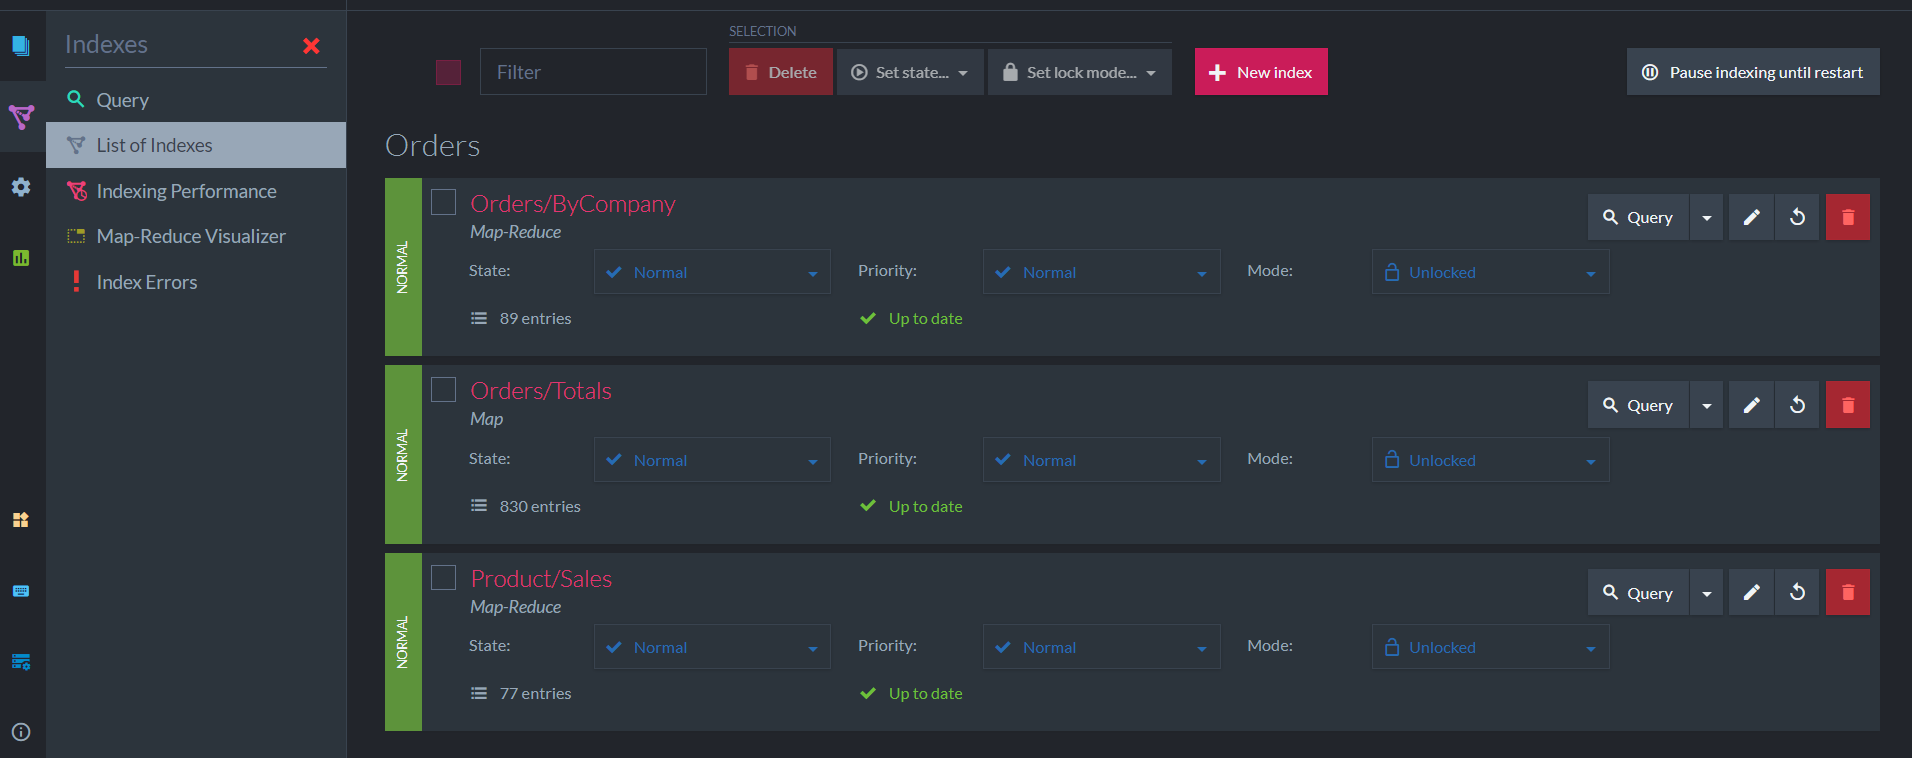 Indexes
Query
List of Indexes
Indexing Performance
Map-Reduce Visualizer
Index Errors
SELECTION
Filter
Delete
Set state...
Set lock mode...
New index
Pause indexing until restart
Orders
NORMAL
Orders/ByCompany
Query
Map-Reduce
State:
Normal
Priority:
Normal
Mode:
Unlocked
89 entries
Up to date
NORMAL
Orders/Totals
Query
Map
State:
Normal
Priority:
Normal
Mode:
Unlocked
830 entries
Up to date
NORMAL
Product/Sales
Query
Map-Reduce
State:
Normal
Priority:
Normal
Mode:
Unlocked
77 entries
Up to date